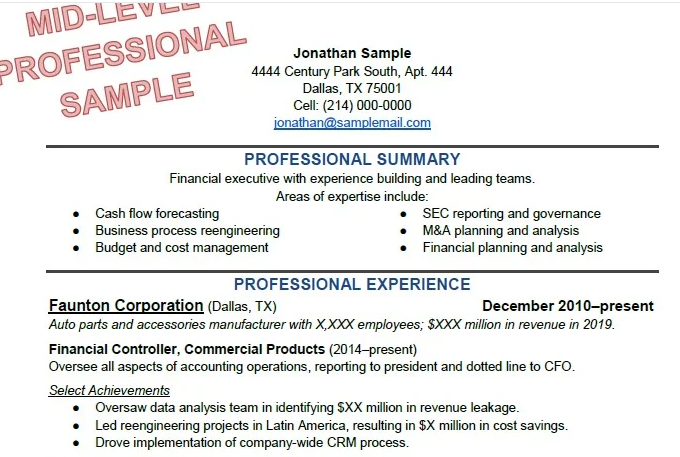 MID-LEVEL
PROFESSIONAL
SAMPLE
Jonathan Sample
4444 Century Park South, Apt. 444
Dallas, TX 75001
Cell: (214) 000-0000
jonathan@samplemail.com
PROFESSIONAL SUMMARY
Financial executive with experience building and leading teams.
Areas of expertise include:
● Cash flow forecasting
● Business process reengineering
● Budget and cost management
● SEC reporting and governance
● M&A planning and analysis
● Financial planning and analysis
PROFESSIONAL EXPERIENCE
Faunton Corporation (Dallas, TX) December 2010–present
Auto parts and accessories manufacturer with X,XXX employees; $XXX million in revenue in 2019.
Financial Controller, Commercial Products (2014–present)
Oversee all aspects of accounting operations, reporting to president and dotted line to CFO.
Select Achievements
● Oversaw data analysis team in identifying $XX million in revenue leakage.
● Led reengineering projects in Latin America, resulting in $X million in cost savings.
● Drove implementation of company-wide CRM process.